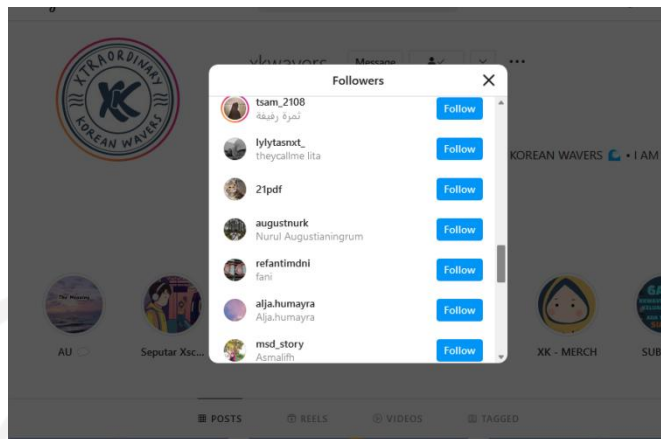 XTRAORDINARY
XK
KOREAN WAVERS
xkwavers
Message
Followers
tsam_2108
ثمرة رفيقة
Follow
lylytasnxt_
theycallme lita
Follow
21pdf
Follow
augustnurk
Nurul Augustianingrum
Follow
refantimdni
fani
Follow
alja.humayra
Alja.humayra
Follow
msd_story
Asmalifh
Follow
KOREAN WAVERS 🌊 • I AM
AU
Seputar Xsc...
XK - MERCH
SUB
POSTS
REELS
VIDEOS
TAGGED